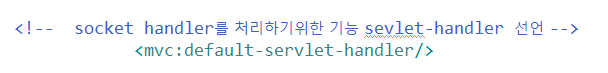 <!--  socket handler를 처리하기위한 기능 sevlet-handler 선언 -->
<mvc:default-servlet-handler/>